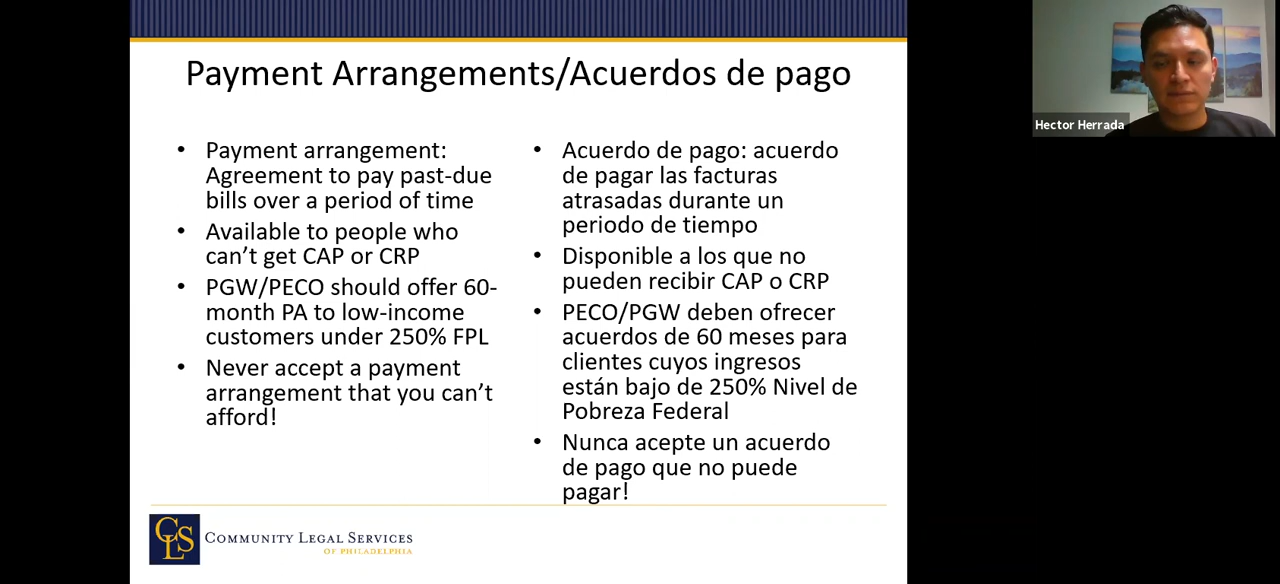 Payment Arrangements/Acuerdos de pago
• Payment arrangement:
Agreement to pay past-due
bills over a period of time
• Available to people who
can’t get CAP or CRP
• PGW/PECO should offer 60-
month PA to low-income
customers under 250% FPL
• Never accept a payment
arrangement that you can’t
afford!
• Acuerdo de pago: acuerdo
de pagar las facturas
atrasadas durante un
periodo de tiempo
• Disponible a los que no
pueden recibir CAP o CRP
• PECO/PGW deben ofrecer
acuerdos de 60 meses para
clientes cuyos ingresos
están bajo de 250% Nivel de
Pobreza Federal
• Nunca acepte un acuerdo
de pago que no puede
pagar!
CLS
COMMUNITY LEGAL SERVICES
OF PHILADELPHIA
Hector Herrada